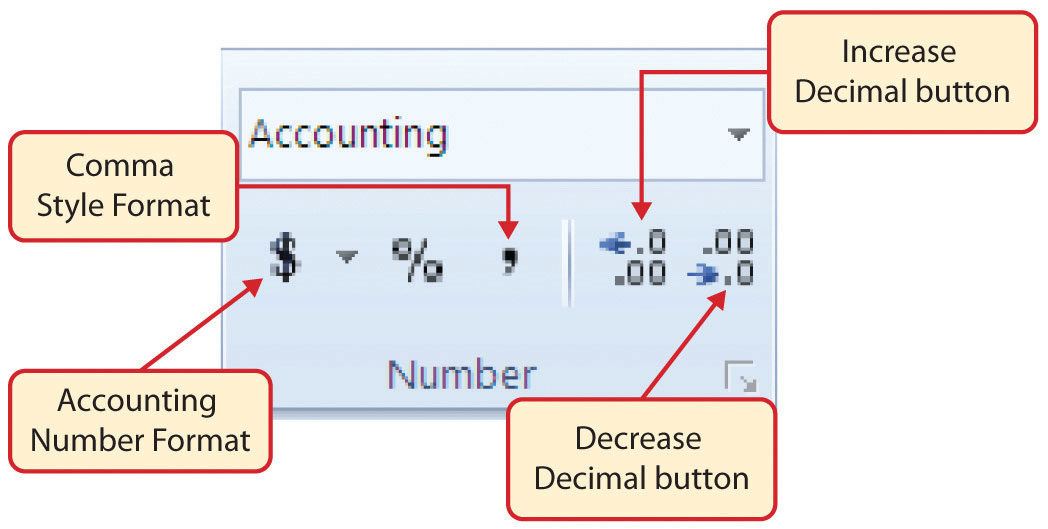 Increase
Decimal button
Accounting
Comma
Style Format
$ % , .0 .00
.00 .0
Number
Accounting
Number Format
Decrease
Decimal button